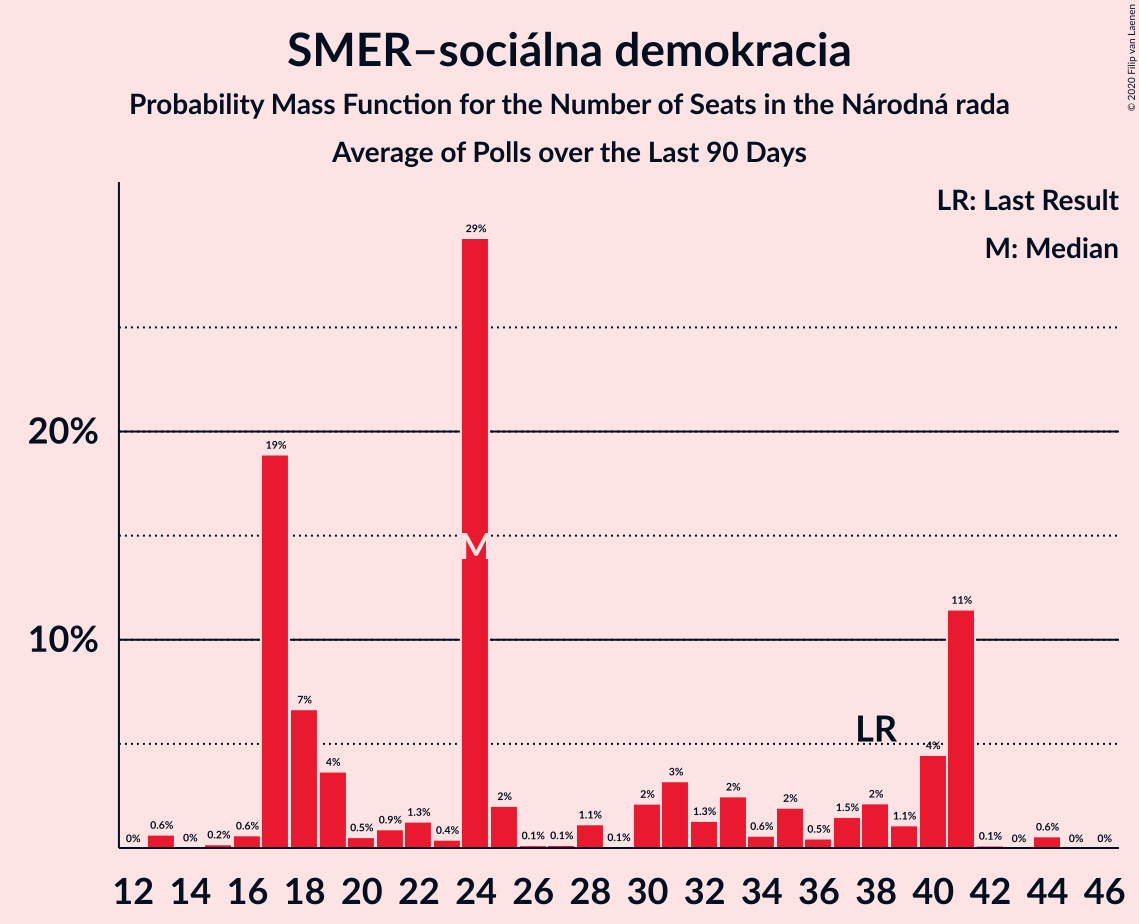 SMER–sociálna demokracia
Probability Mass Function for the Number of Seats in the Národná rada
Average of Polls over the Last 90 Days
© 2020 Filip van Laenen
LR: Last Result
M: Median
20%
10%
0% 0.6% 0% 0.2% 0.6% 19% 7% 4% 0.5% 0.9% 1.3% 0.4% 29% 2% 0.1% 0.1% 1.1% 0.1% 2% 3% 1.3% 2% 0.6% 2% 0.5% 1.5% 2% 1.1% 4% 11% 0.1% 0% 0.6% 0% 0%
M
LR
12 14 16 18 20 22 24 26 28 30 32 34 36 38 40 42 44 46